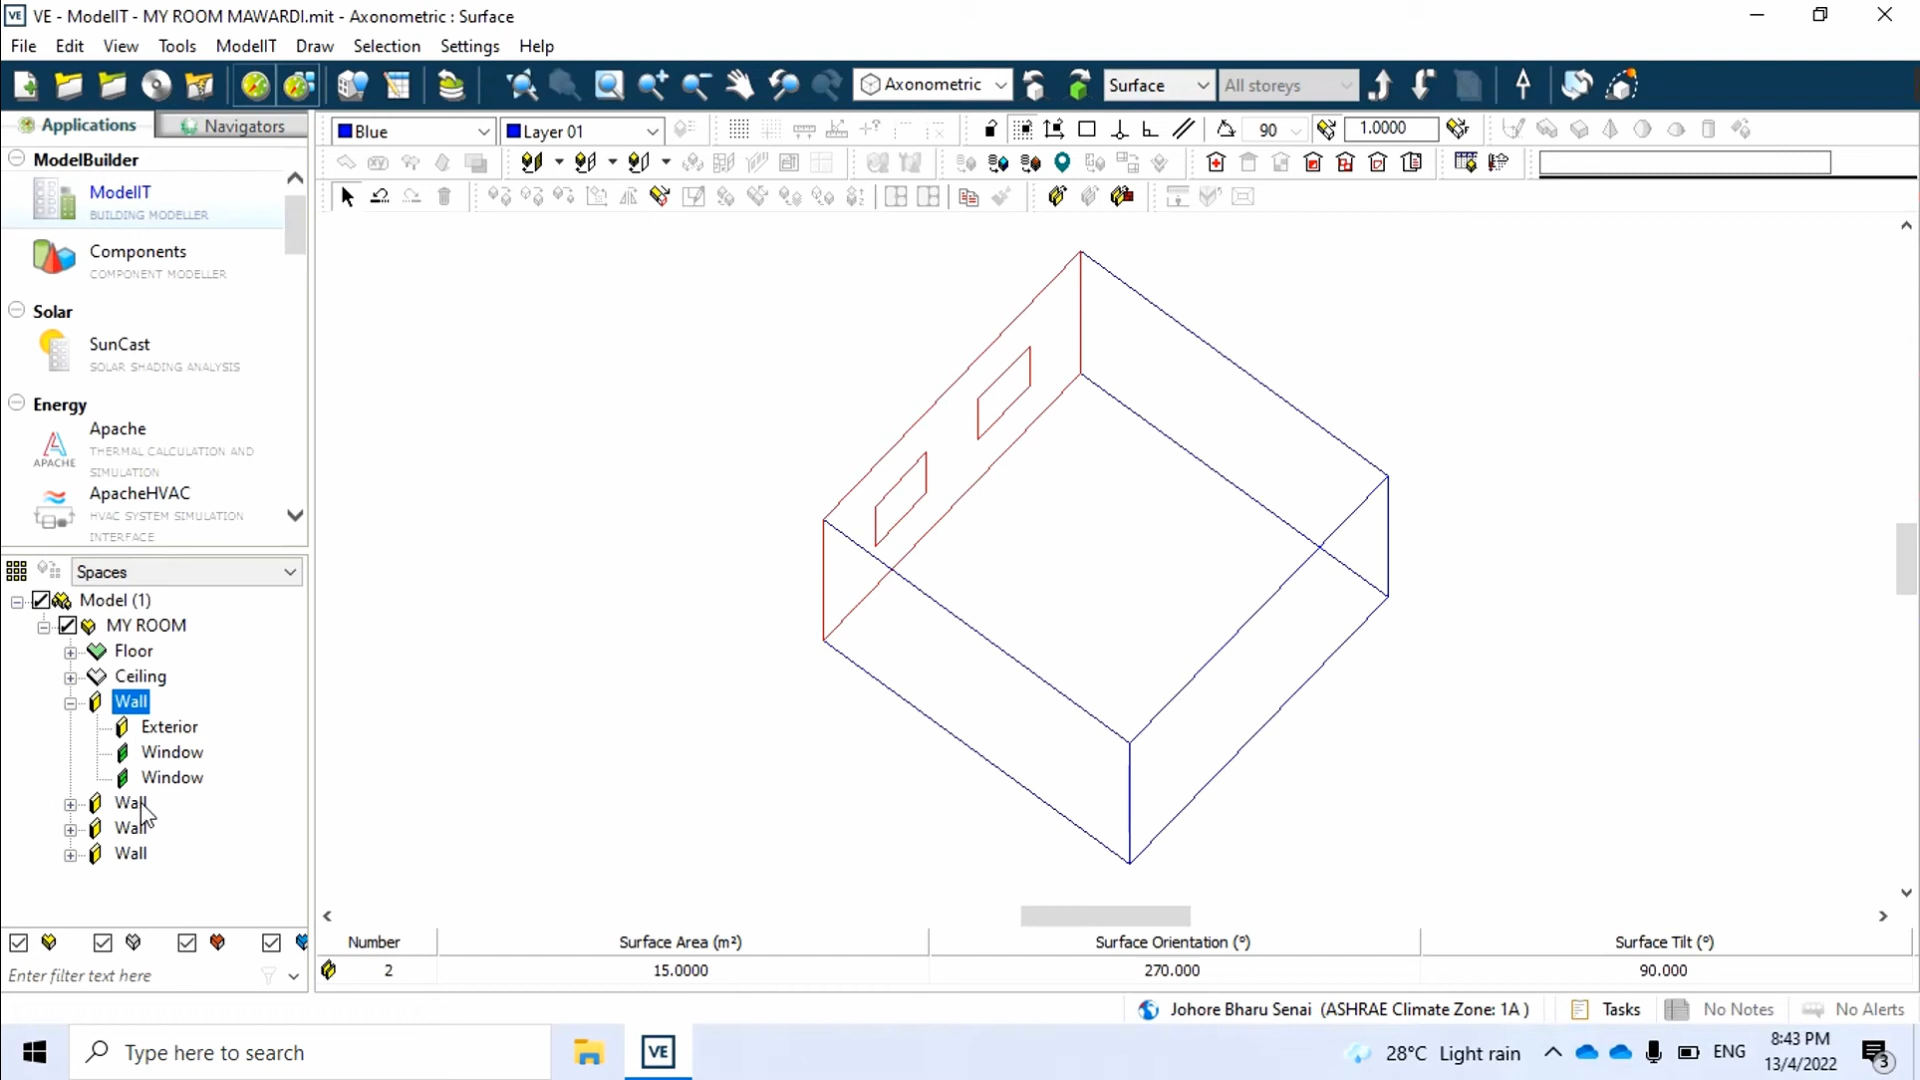 VE - ModelIT - MY ROOM MAWARDI.mit - Axonometric : Surface
File Edit View Tools ModelIT Draw Selection Settings Help
Axonometric Surface All storeys
Applications Navigators
Blue Layer 01 90 1.0000
ModelBuilder
ModelIT
BUILDING MODELLER
Components
COMPONENT MODELLER
Solar
SunCast
SOLAR SHADING ANALYSIS
Energy
Apache
THERMAL CALCULATION AND
SIMULATION
APACHE
ApacheHVAC
HVAC SYSTEM SIMULATION
INTERFACE
Spaces
Model (1)
MY ROOM
Floor
Ceiling
Wall
Exterior
Window
Window
Wall
Wall
Wall
Enter filter text here
Number Surface Area (m²) Surface Orientation (°) Surface Tilt (°)
2 15.0000 270.000 90.000
Johore Bharu Senai (ASHRAE Climate Zone: 1A ) Tasks No Notes No Alerts
Type here to search
VE
28°C Light rain
ENG
8:43 PM
13/4/2022
3